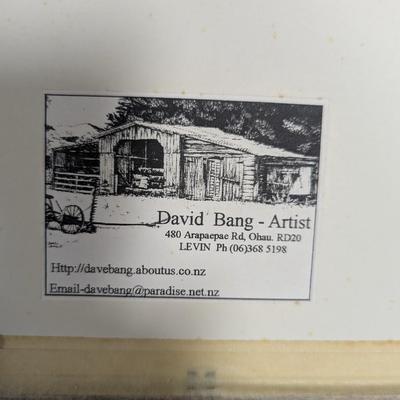 David Bang - Artist
480 Arapaepae Rd, Ohau. RD20
LEVIN Ph (06)368 5198
Http://davebang.aboutus.co.nz
Email-davebang@paradise.net.nz